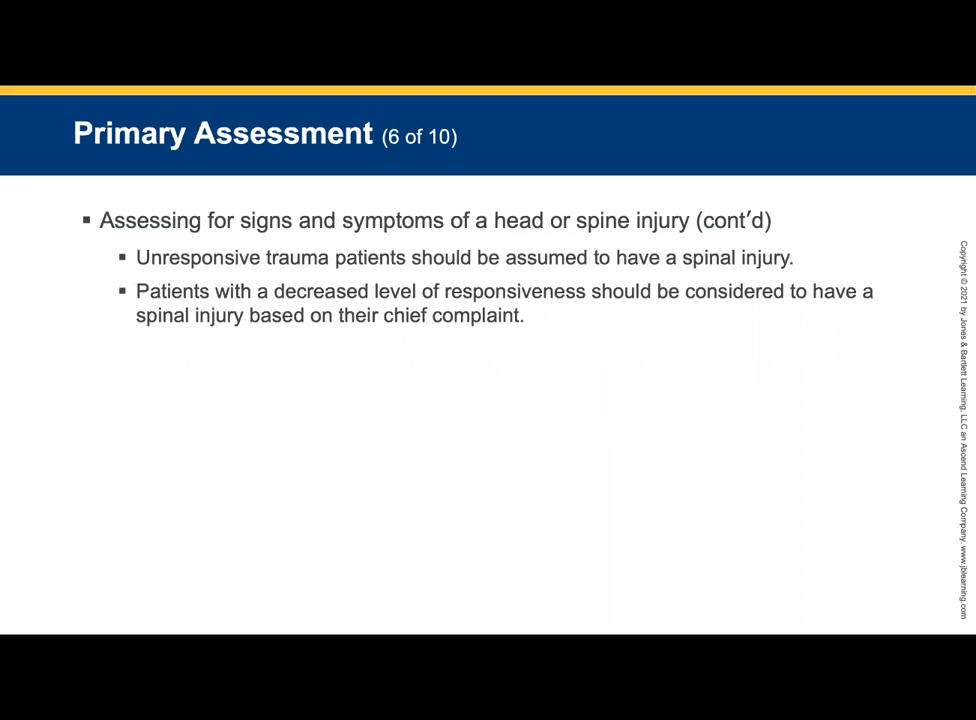 Primary Assessment (6 of 10)
▪ Assessing for signs and symptoms of a head or spine injury (cont’d)
▪ Unresponsive trauma patients should be assumed to have a spinal injury.
▪ Patients with a decreased level of responsiveness should be considered to have a
spinal injury based on their chief complaint.
Copyright © 2021 by Jones & Bartlett Learning, LLC an Ascend Learning Company. www.jblearning.com